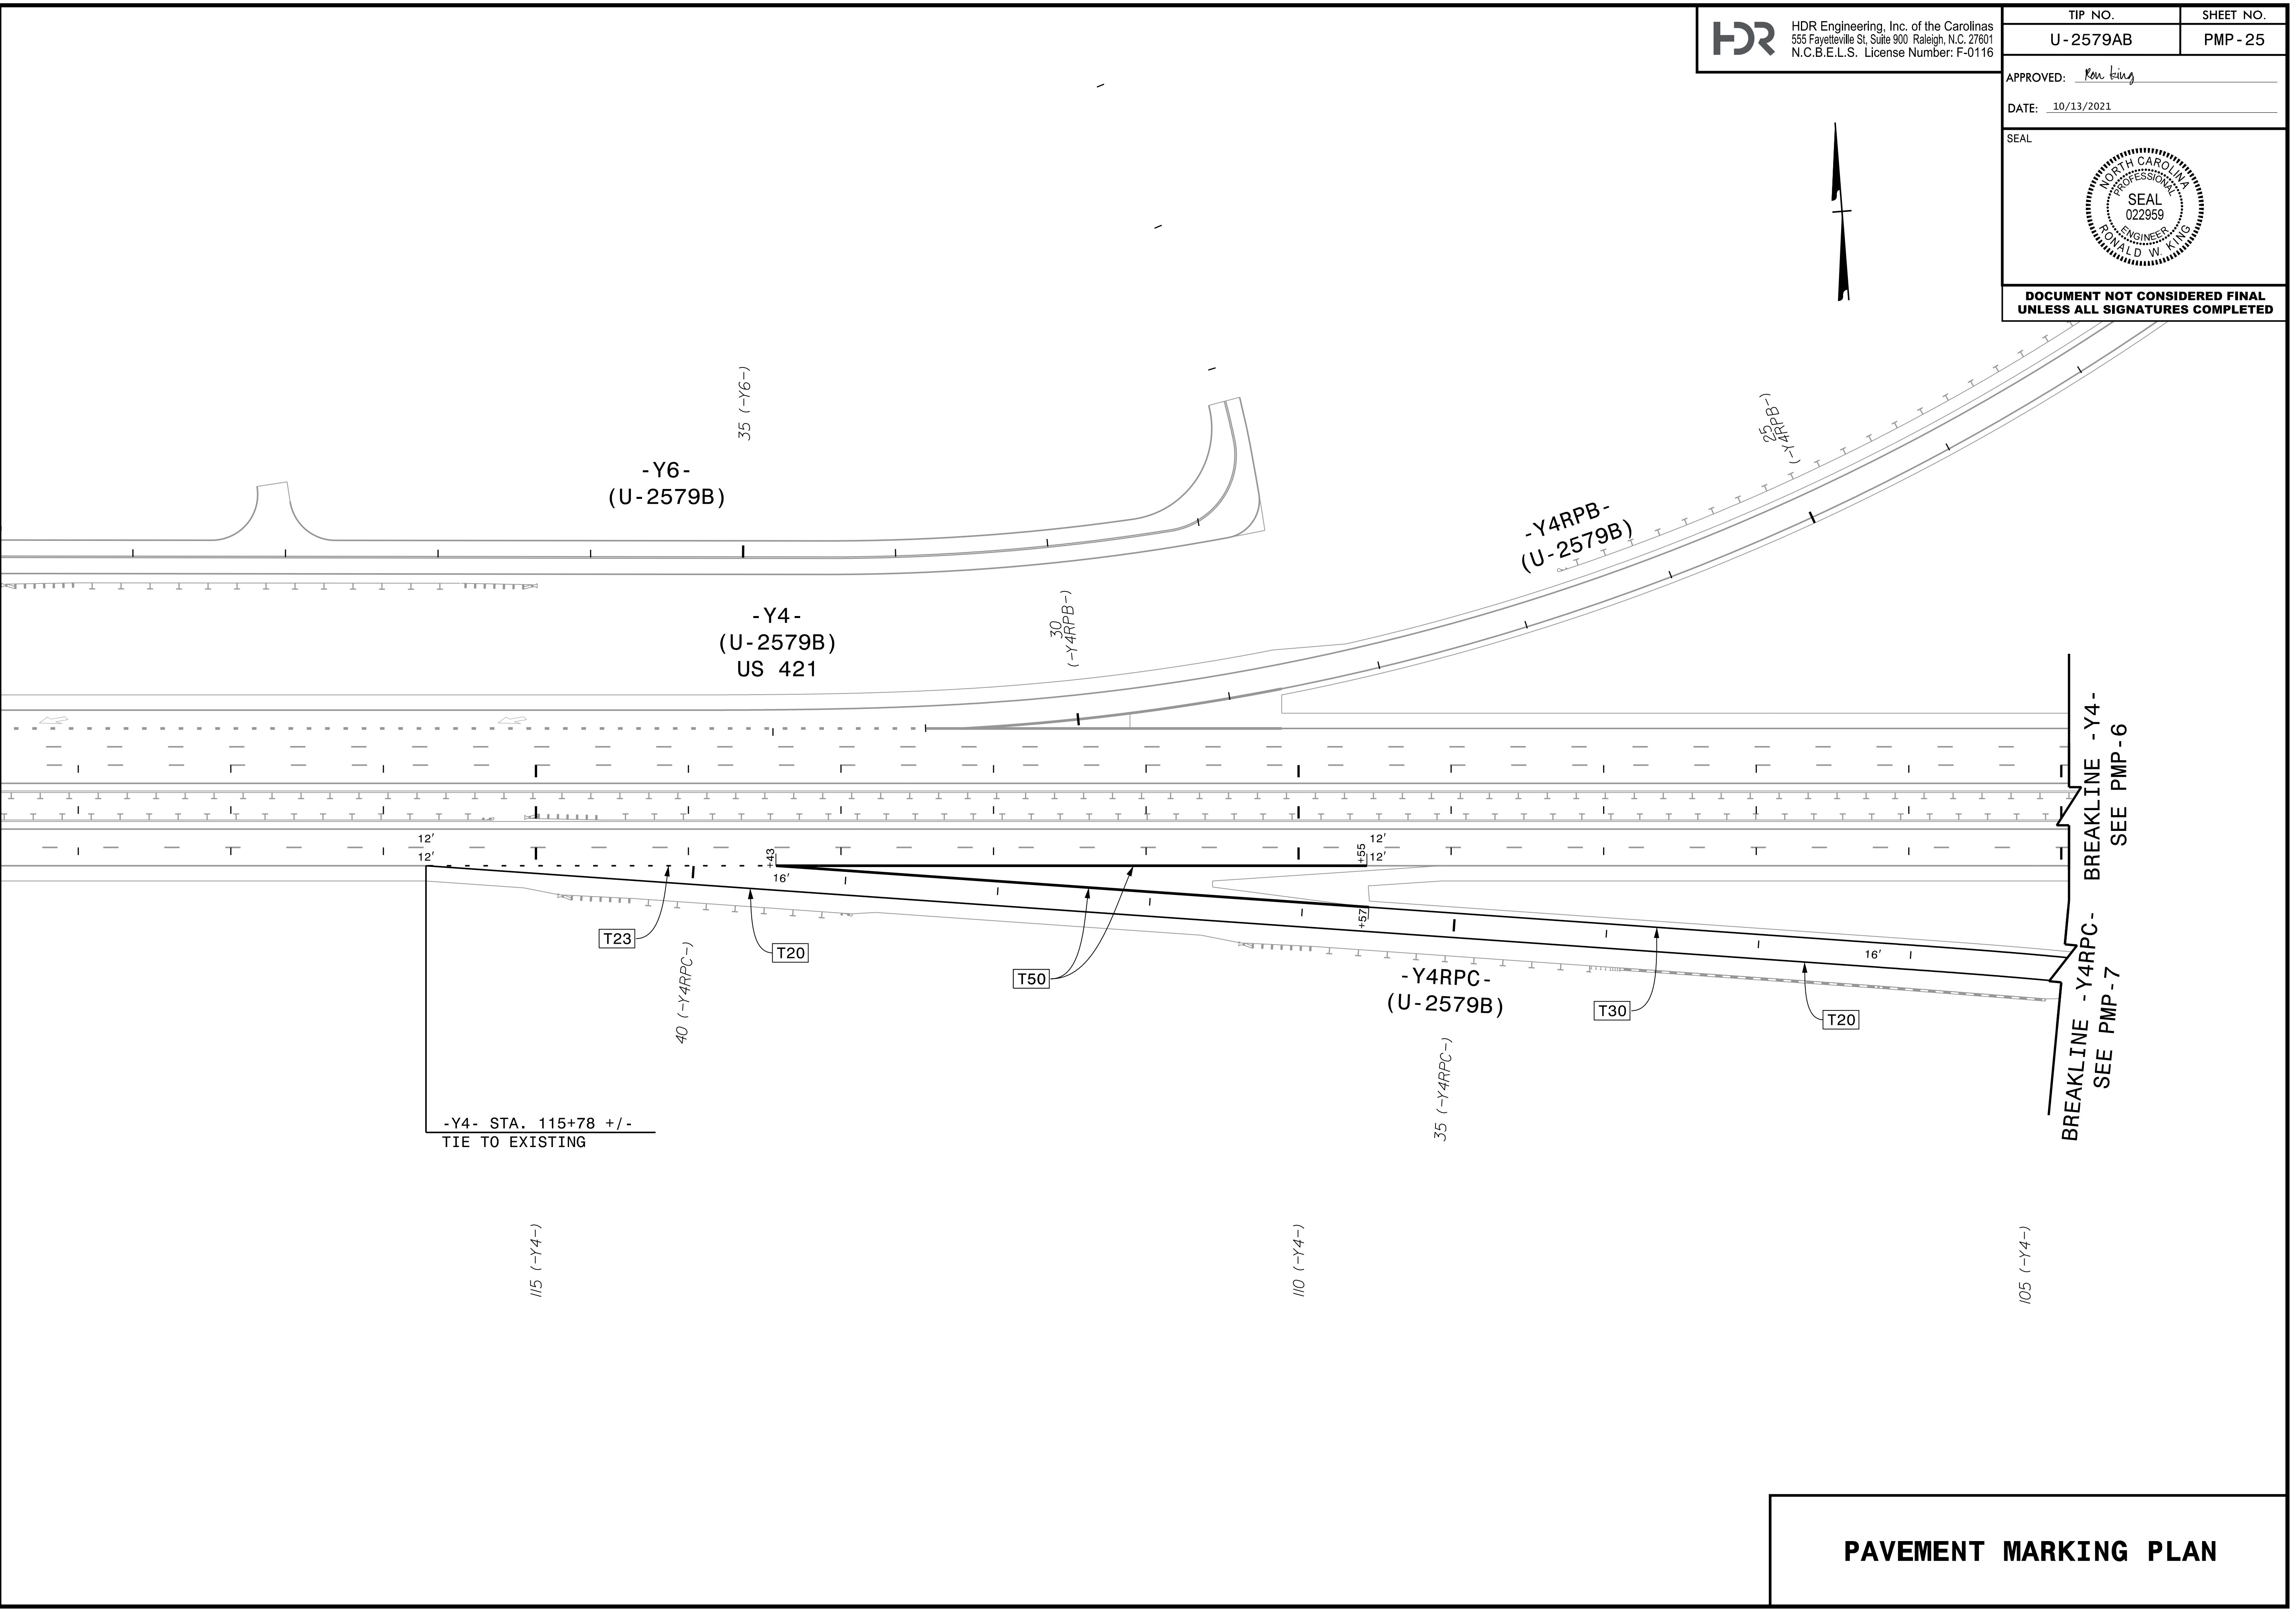 HDR
HDR Engineering, Inc. of the Carolinas
555 Fayetteville St, Suite 900 Raleigh, N.C. 27601
N.C.B.E.L.S. License Number: F-0116
TIP NO.
SHEET NO.
U-2579AB
PMP-25
APPROVED: Ron King
DATE: 10/13/2021
SEAL
NORTH CAROLINA
PROFESSIONAL
SEAL
022959
ENGINEER
RONALD W. KING
DOCUMENT NOT CONSIDERED FINAL
UNLESS ALL SIGNATURES COMPLETED
35 (-Y6-)
-Y6-
(U-2579B)
25
(-Y4RPB-)
-Y4RPB-
(U-2579B)
30
(-Y4RPB-)
-Y4-
(U-2579B)
US 421
BREAKLINE -Y4-
SEE PMP-6
12'
12'
+43
16'
+55
12'
12'
+57
16'
T23
T20
T50
T30
T20
40 (-Y4RPC-)
-Y4RPC-
(U-2579B)
35 (-Y4RPC-)
BREAKLINE -Y4RPC-
SEE PMP-7
-Y4- STA. 115+78 +/-
TIE TO EXISTING
115 (-Y4-)
110 (-Y4-)
105 (-Y4-)
PAVEMENT MARKING PLAN